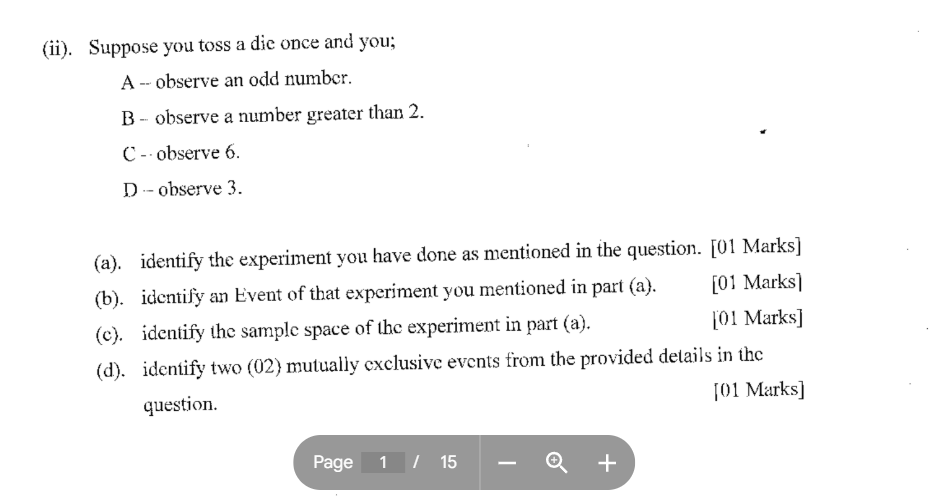 (ii). Suppose you toss a die once and you;
A -- observe an odd number.
B - observe a number greater than 2.
C -- observe 6.
D -- observe 3.
(a). identify the experiment you have done as mentioned in the question. [01 Marks]
(b). identify an Event of that experiment you mentioned in part (a). [01 Marks]
(c). identify the sample space of the experiment in part (a). [01 Marks]
(d). identify two (02) mutually exclusive events from the provided details in the
question. [01 Marks]
Page 1 / 15